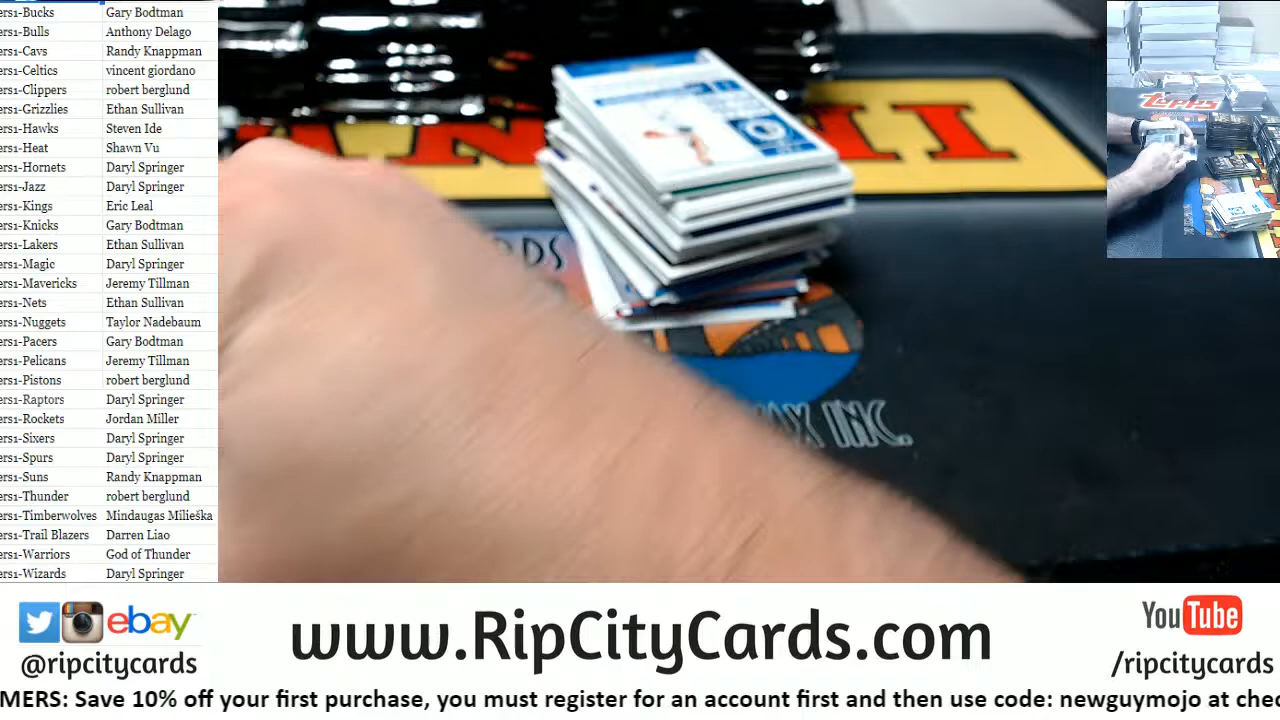 ers1-Bucks Gary Bodtman
ers1-Bulls Anthony Delago
ers1-Cavs Randy Knappman
ers1-Celtics vincent giordano
ers1-Clippers robert berglund
ers1-Grizzlies Ethan Sullivan
ers1-Hawks Steven Ide
ers1-Heat Shawn Vu
ers1-Hornets Daryl Springer
ers1-Jazz Daryl Springer
ers1-Kings Eric Leal
ers1-Knicks Gary Bodtman
ers1-Lakers Ethan Sullivan
ers1-Magic Daryl Springer
ers1-Mavericks Jeremy Tillman
ers1-Nets Ethan Sullivan
ers1-Nuggets Taylor Nadebaum
ers1-Pacers Gary Bodtman
ers1-Pelicans Jeremy Tillman
ers1-Pistons robert berglund
ers1-Raptors Daryl Springer
ers1-Rockets Jordan Miller
ers1-Sixers Daryl Springer
ers1-Spurs Daryl Springer
ers1-Suns Randy Knappman
ers1-Thunder robert berglund
ers1-Timberwolves Mindaugas Milieška
ers1-Trail Blazers Darren Liao
ers1-Warriors God of Thunder
ers1-Wizards Daryl Springer
Topps
INC.
ebay
@ripcitycards
www.RipCityCards.com
YouTube
/ripcitycards
MERS: Save 10% off your first purchase, you must register for an account first and then use code: newguymojo at chec